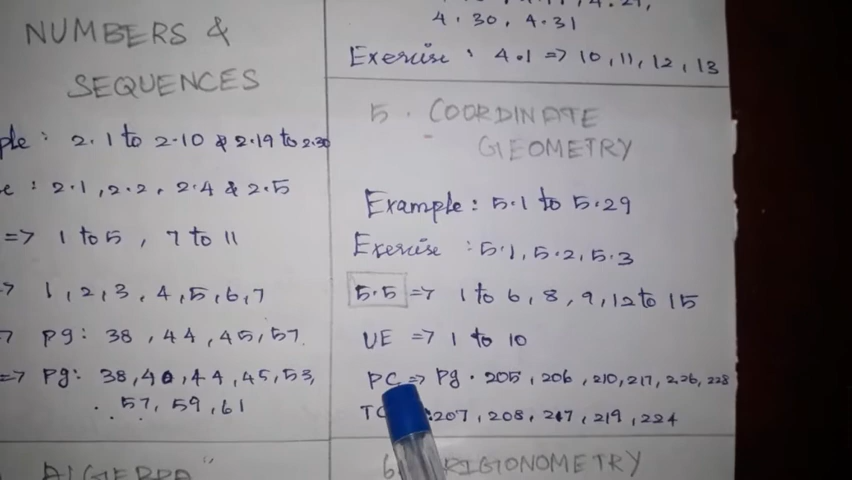 NUMBERS &
SEQUENCES
ple : 2.1 to 2.10 & 2.19 to 2.30
e : 2.1, 2.2, 2.4 & 2.5
=> 1 to 5, 7 to 11
1, 2, 3, 4, 5, 6, 7
pg: 38, 44, 45, 57.
=> pg: 38, 40, 44, 45, 53,
57, 59, 61
ALGEBRA
4.30, 4.31
Exercise : 4.1 => 10, 11, 12, 13
5. COORDINATE
GEOMETRY
Example : 5.1 to 5.29
Exercise : 5.1, 5.2, 5.3
5.5 => 1 to 6, 8, 9, 12 to 15
UE => 1 to 10
PC => Pg. 205, 206, 210, 217, 226, 228
TC 207, 208, 217, 219, 224
6 RIGONOMETRY